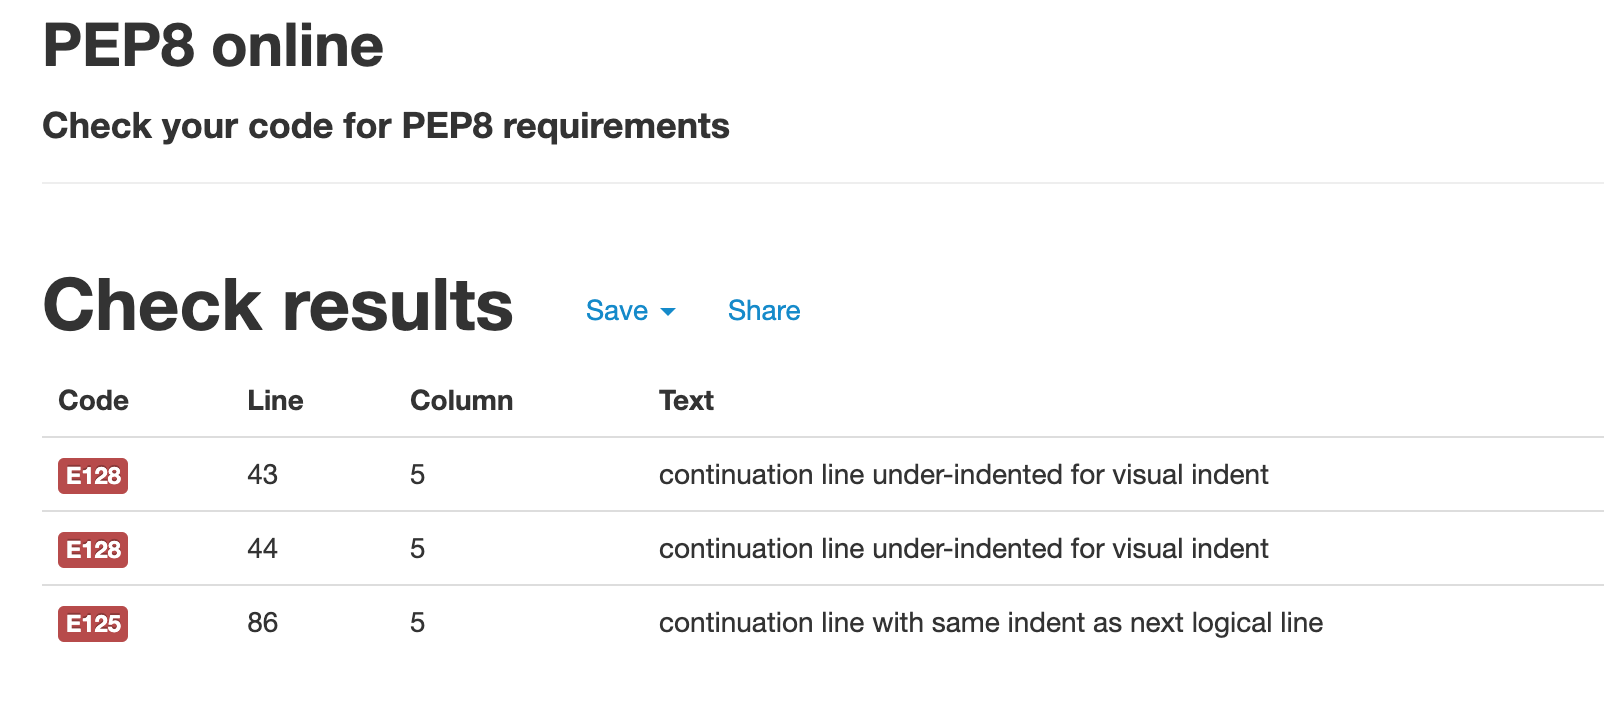 PEP8 online
Check your code for PEP8 requirements
Check results Save Share
Code Line Column Text
E128 43 5 continuation line under-indented for visual indent
E128 44 5 continuation line under-indented for visual indent
E125 86 5 continuation line with same indent as next logical line